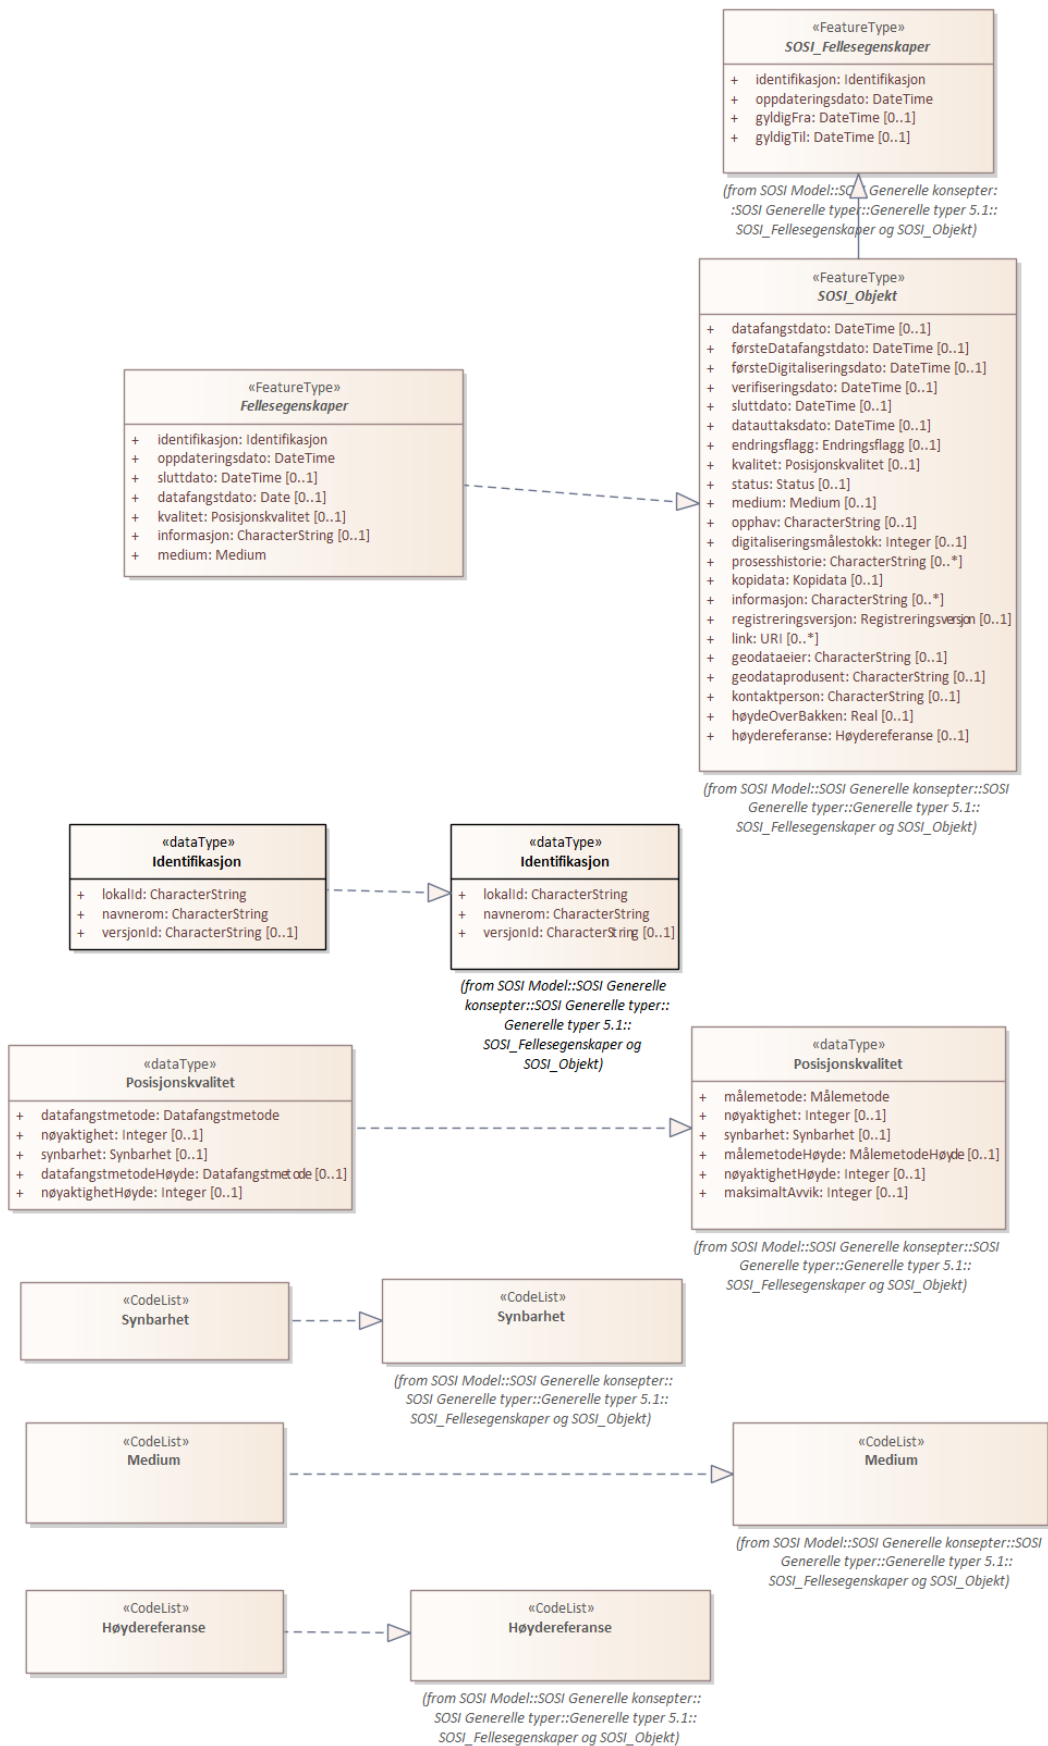 «FeatureType»
SOSI_Fellesegenskaper
+ identifikasjon: Identifikasjon
+ oppdateringsdato: DateTime
+ gyldigFra: DateTime [0..1]
+ gyldigTil: DateTime [0..1]
(from SOSI Model::SOSI Generelle konsepter:
:SOSI Generelle typer::Generelle typer 5.1::
SOSI_Fellesegenskaper og SOSI_Objekt)
«FeatureType»
SOSI_Objekt
+ datafangstdato: DateTime [0..1]
+ førsteDatafangstdato: DateTime [0..1]
+ førsteDigitaliseringsdato: DateTime [0..1]
+ verifiseringsdato: DateTime [0..1]
+ sluttdato: DateTime [0..1]
+ datauttaksdato: DateTime [0..1]
+ endringsflagg: Endringsflagg [0..1]
+ kvalitet: Posisjonskvalitet [0..1]
+ status: Status [0..1]
+ medium: Medium [0..1]
+ opphav: CharacterString [0..1]
+ digitaliseringsmålestokk: Integer [0..1]
+ prosesshistorie: CharacterString [0..*]
+ kopidata: Kopidata [0..1]
+ informasjon: CharacterString [0..*]
+ registreringsversjon: Registreringsversjon [0..1]
+ link: URI [0..*]
+ geodataeier: CharacterString [0..1]
+ geodataprodusent: CharacterString [0..1]
+ kontaktperson: CharacterString [0..1]
+ høydeOverBakken: Real [0..1]
+ høydereferanse: Høydereferanse [0..1]
(from SOSI Model::SOSI Generelle konsepter::SOSI
Generelle typer::Generelle typer 5.1::
SOSI_Fellesegenskaper og SOSI_Objekt)
«FeatureType»
Fellesegenskaper
+ identifikasjon: Identifikasjon
+ oppdateringsdato: DateTime
+ sluttdato: DateTime [0..1]
+ datafangstdato: Date [0..1]
+ kvalitet: Posisjonskvalitet [0..1]
+ informasjon: CharacterString [0..1]
+ medium: Medium
«dataType»
Identifikasjon
+ lokalId: CharacterString
+ navnerom: CharacterString
+ versjonId: CharacterString [0..1]
«dataType»
Identifikasjon
+ lokalId: CharacterString
+ navnerom: CharacterString
+ versjonId: CharacterString [0..1]
(from SOSI Model::SOSI Generelle
konsepter::SOSI Generelle typer::
Generelle typer 5.1::
SOSI_Fellesegenskaper og
SOSI_Objekt)
«dataType»
Posisjonskvalitet
+ datafangstmetode: Datafangstmetode
+ nøyaktighet: Integer [0..1]
+ synbarhet: Synbarhet [0..1]
+ datafangstmetodeHøyde: Datafangstmetode [0..1]
+ nøyaktighetHøyde: Integer [0..1]
«dataType»
Posisjonskvalitet
+ målemetode: Målemetode
+ nøyaktighet: Integer [0..1]
+ synbarhet: Synbarhet [0..1]
+ målemetodeHøyde: MålemetodeHøyde [0..1]
+ nøyaktighetHøyde: Integer [0..1]
+ maksimaltAvvik: Integer [0..1]
(from SOSI Model::SOSI Generelle konsepter::SOSI
Generelle typer::Generelle typer 5.1::
SOSI_Fellesegenskaper og SOSI_Objekt)
«CodeList»
Synbarhet
«CodeList»
Synbarhet
(from SOSI Model::SOSI Generelle konsepter::
SOSI Generelle typer::Generelle typer 5.1::
SOSI_Fellesegenskaper og SOSI_Objekt)
«CodeList»
Medium
«CodeList»
Medium
(from SOSI Model::SOSI Generelle konsepter::SOSI
Generelle typer::Generelle typer 5.1::
SOSI_Fellesegenskaper og SOSI_Objekt)
«CodeList»
Høydereferanse
«CodeList»
Høydereferanse
(from SOSI Model::SOSI Generelle konsepter::
SOSI Generelle typer::Generelle typer 5.1::
SOSI_Fellesegenskaper og SOSI_Objekt)